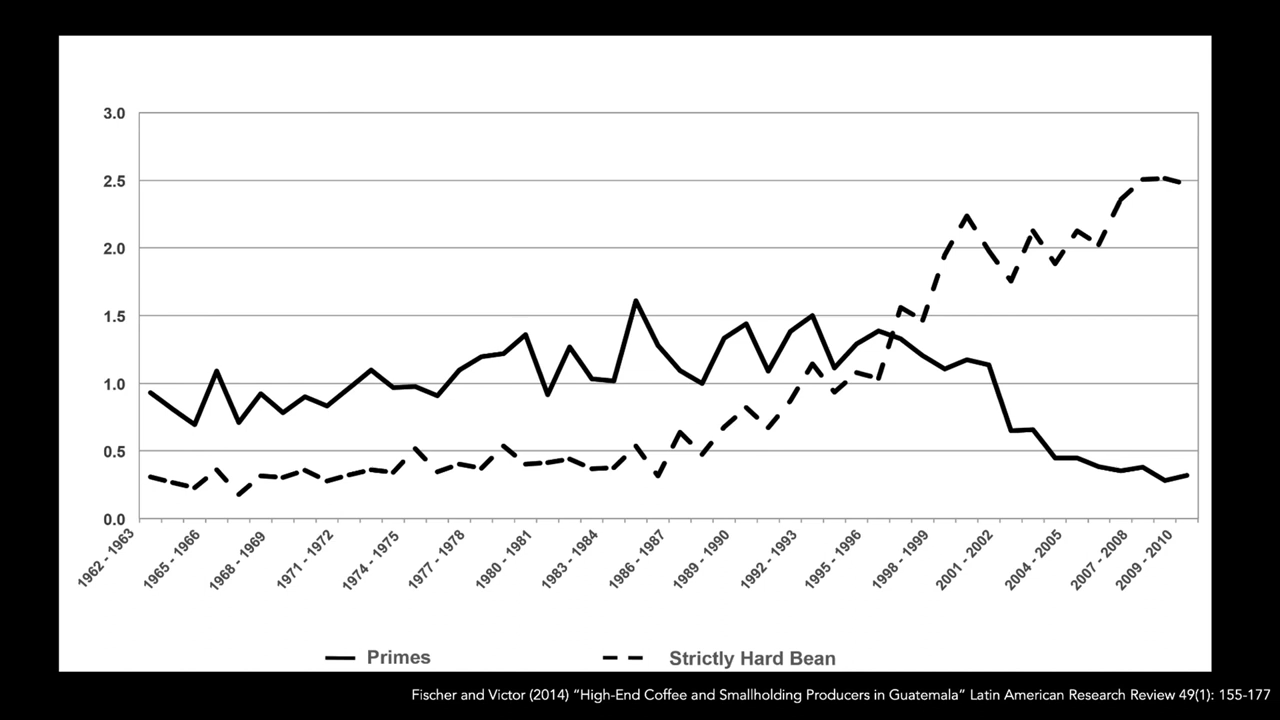 3.0
2.5
2.0
1.5
1.0
0.5
0.0
1962 - 1963
1965 - 1966
1968 - 1969
1971 - 1972
1974 - 1975
1977 - 1978
1980 - 1981
1983 - 1984
1986 - 1987
1989 - 1990
1992 - 1993
1995 - 1996
1998 - 1999
2001 - 2002
2004 - 2005
2007 - 2008
2009 - 2010
Primes
Strictly Hard Bean
Fischer and Victor (2014) “High-End Coffee and Smallholding Producers in Guatemala” Latin American Research Review 49(1): 155-177